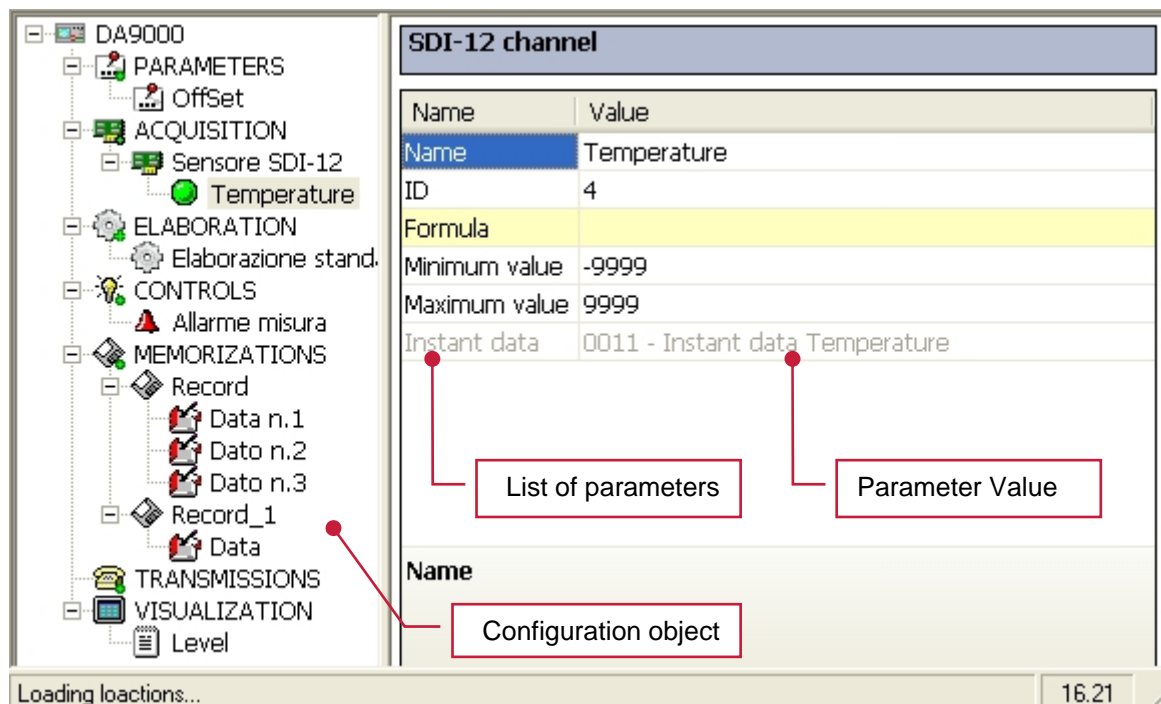 DA9000
PARAMETERS
OffSet
ACQUISITION
Sensore SDI-12
Temperature
ELABORATION
Elaborazione stand
CONTROLS
Allarme misura
MEMORIZATIONS
Record
Data n.1
Dato n.2
Dato n.3
Record_1
Data
TRANSMISSIONS
VISUALIZATION
Level
SDI-12 channel
Name Value
Name Temperature
ID 4
Formula
Minimum value -9999
Maximum value 9999
Instant data 0011 - Instant data Temperature
List of parameters
Parameter Value
Name
Configuration object
Loading loactions...
16.21